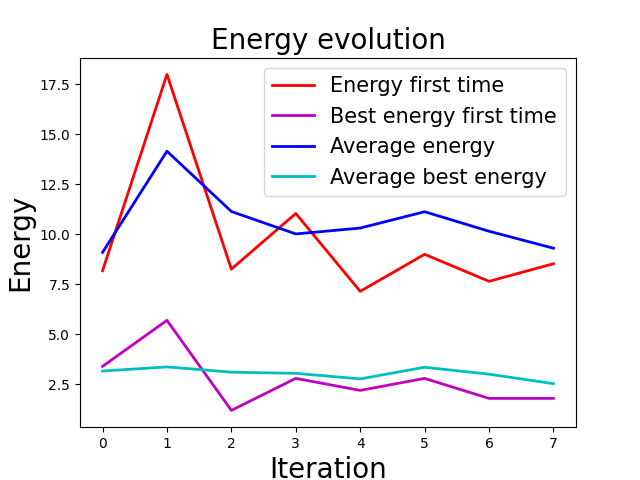 Energy evolution
Energy first time
Best energy first time
Average energy
Average best energy
Energy
17.5
15.0
12.5
10.0
7.5
5.0
2.5
0 1 2 3 4 5 6 7
Iteration